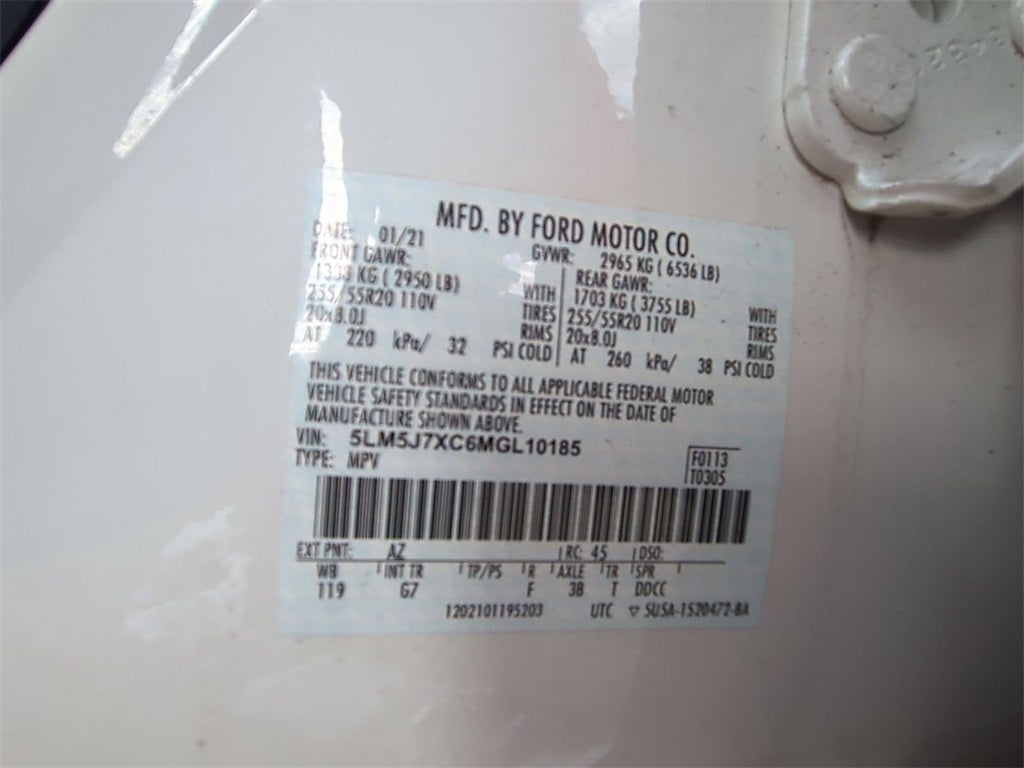 MFD. BY FORD MOTOR CO.
DATE: 01/21 GVWR: 2965 KG ( 6536 LB)
FRONT GAWR: REAR GAWR:
1338 KG ( 2950 LB) WITH 1703 KG ( 3755 LB) WITH
255/55R20 110V TIRES 255/55R20 110V TIRES
20x8.0J RIMS 20x8.0J RIMS
AT 220 kPa/ 32 PSI COLD AT 260 kPa/ 38 PSI COLD
THIS VEHICLE CONFORMS TO ALL APPLICABLE FEDERAL MOTOR
VEHICLE SAFETY STANDARDS IN EFFECT ON THE DATE OF
MANUFACTURE SHOWN ABOVE.
VIN: 5LM5J7XC6MGL10185
TYPE: MPV
F0113
T0305
EXT PNT: AZ RC: 45 DSO:
WB INT TR TP/PS R AXLE TR SPR
119 G7 F 3B T DDCC
1202101195203 UTC ▽ 5USA-1520472-BA